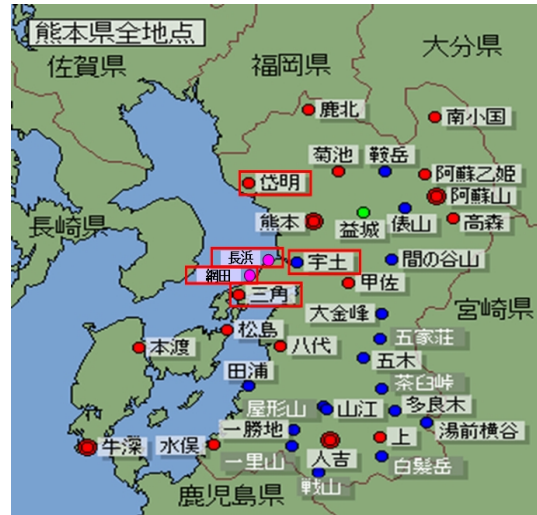 熊本県全地点
大分県
佐賀県
福岡県
鹿北
南小国
菊池
鞍岳
阿蘇乙姫
岱明
阿蘇山
長崎県
熊本
益城
俵山
高森
長浜
宇土
間の谷山
網田
甲佐
三角
宮崎県
大金峰
松島
五家荘
本渡
八代
五木
田浦
茶臼峠
屋形山
山江
多良木
一勝地
湯前横谷
牛深
水俣
上
一里山
人吉
白髪岳
戦山
鹿児島県